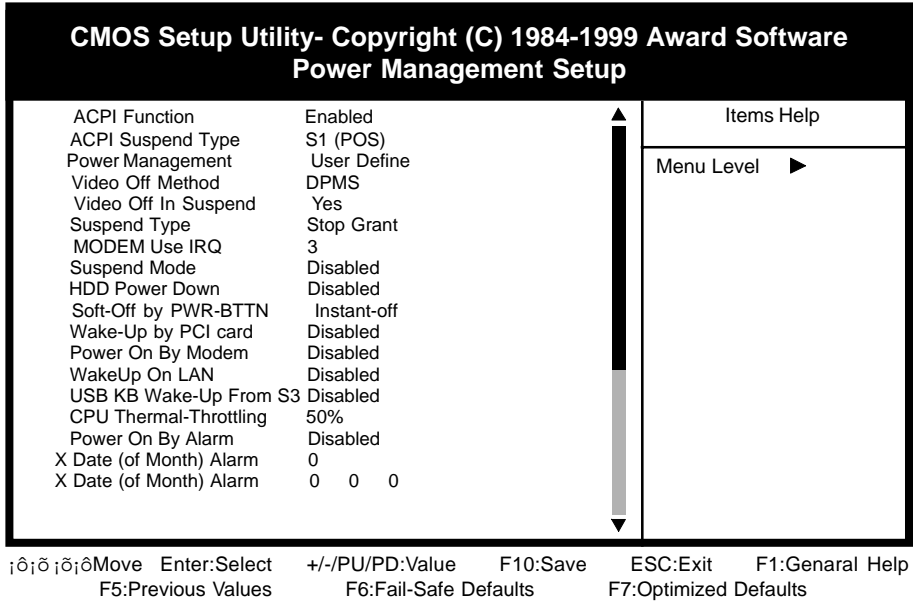 CMOS Setup Utility- Copyright (C) 1984-1999 Award Software
Power Management Setup
ACPI Function Enabled
ACPI Suspend Type S1 (POS)
Power Management User Define
Video Off Method DPMS
Video Off In Suspend Yes
Suspend Type Stop Grant
MODEM Use IRQ 3
Suspend Mode Disabled
HDD Power Down Disabled
Soft-Off by PWR-BTTN Instant-off
Wake-Up by PCI card Disabled
Power On By Modem Disabled
WakeUp On LAN Disabled
USB KB Wake-Up From S3 Disabled
CPU Thermal-Throttling 50%
Power On By Alarm Disabled
X Date (of Month) Alarm 0
X Date (of Month) Alarm 0 0 0
Items Help
Menu Level ▶
¡ô¡õ ¡õ¡ôMove Enter:Select +/-/PU/PD:Value F10:Save ESC:Exit F1:Genaral Help
F5:Previous Values F6:Fail-Safe Defaults F7:Optimized Defaults